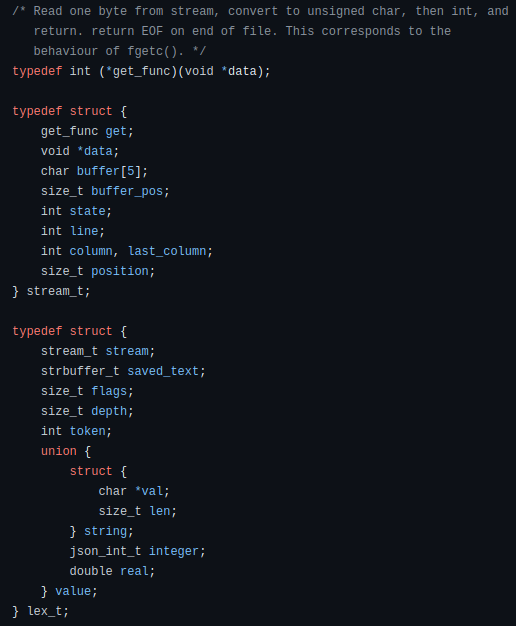 /* Read one byte from stream, convert to unsigned char, then int, and
   return. return EOF on end of file. This corresponds to the
   behaviour of fgetc(). */
typedef int (*get_func)(void *data);

typedef struct {
    get_func get;
    void *data;
    char buffer[5];
    size_t buffer_pos;
    int state;
    int line;
    int column, last_column;
    size_t position;
} stream_t;

typedef struct {
    stream_t stream;
    strbuffer_t saved_text;
    size_t flags;
    size_t depth;
    int token;
    union {
        struct {
            char *val;
            size_t len;
        } string;
        json_int_t integer;
        double real;
    } value;
} lex_t;